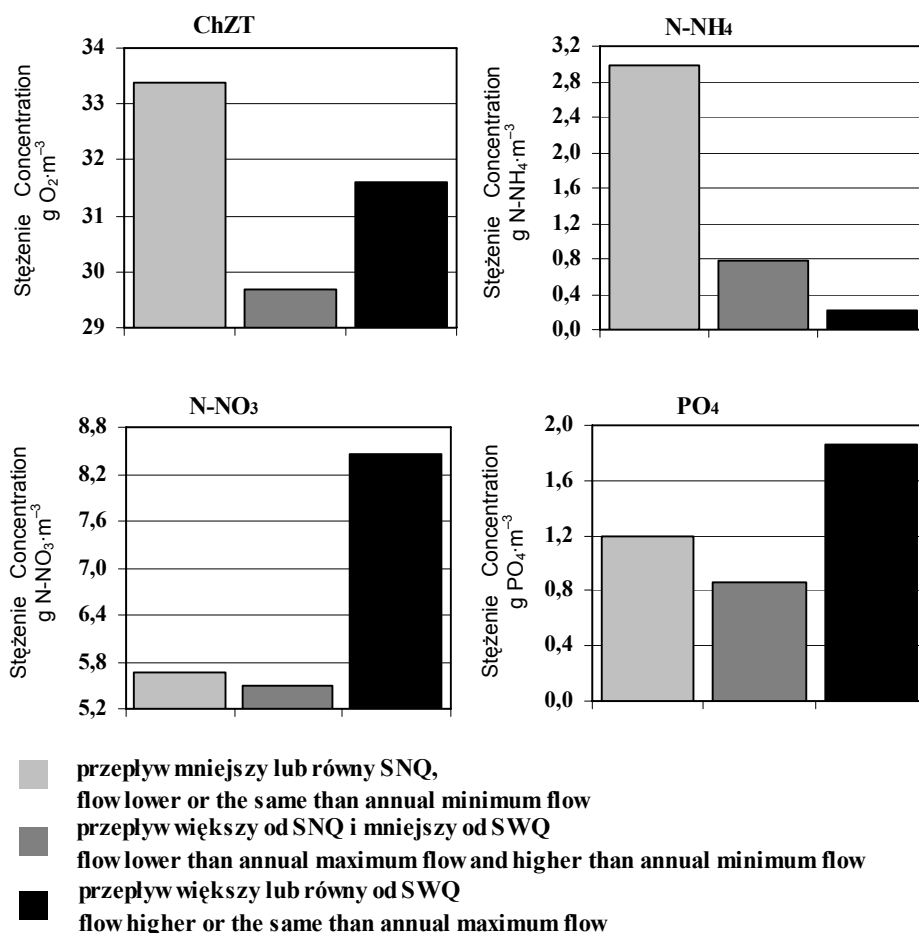 ChZT
Stężenie Concentration
g O₂·m⁻³
34
33
32
31
30
29
N-NH₄
Stężenie Concentration
g N-NH₄·m⁻³
3,2
2,8
2,4
2,0
1,6
1,2
0,8
0,4
0,0
N-NO₃
Stężenie Concentration
g N-NO₃·m⁻³
8,8
8,2
7,6
7,0
6,4
5,8
5,2
PO₄
Stężenie Concentration
g PO₄·m⁻³
2,0
1,6
1,2
0,8
0,4
0,0
przepływ mniejszy lub równy SNQ,
flow lower or the same than annual minimum flow
przepływ większy od SNQ i mniejszy od SWQ
flow lower than annual maximum flow and higher than annual minimum flow
przepływ większy lub równy od SWQ
flow higher or the same than annual maximum flow